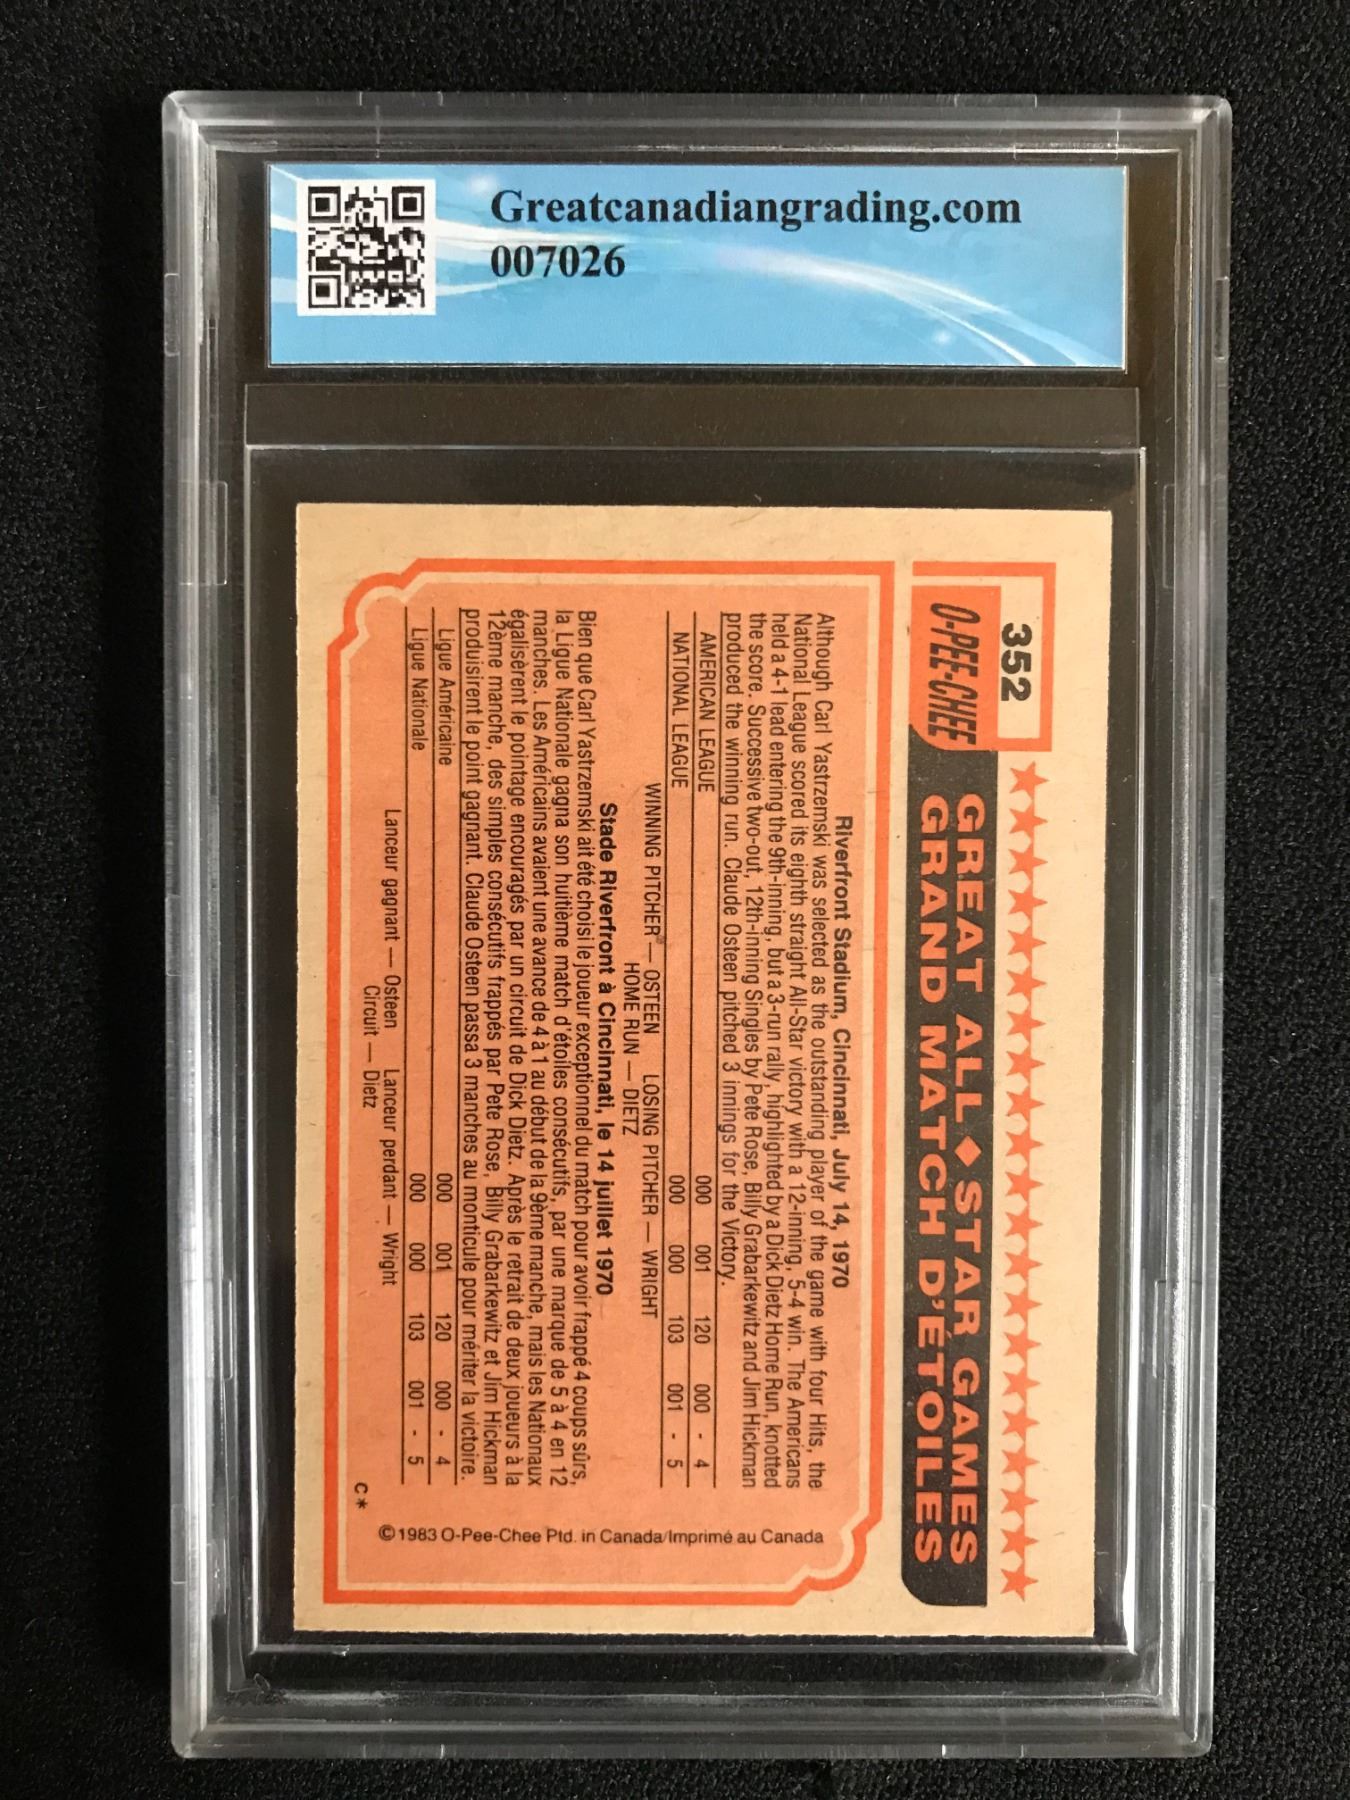 Greatcanadiangrading.com
007026
352
O-PEE-CHEE
GREAT ALL ♦ STAR GAMES
GRAND MATCH D'ÉTOILES
Riverfront Stadium, Cincinnati, July 14, 1970
Although Carl Yastrzemski was selected as the outstanding player of the game with four Hits, the
National League scored its eighth straight All-Star victory with a 12-inning, 5-4 win. The Americans
held a 4-1 lead entering the 9th-inning, but a 3-run rally, highlighted by a Dick Dietz Home Run, knotted
the score. Successive two-out, 12th-inning Singles by Pete Rose, Billy Grabarkewitz and Jim Hickman
produced the winning run. Claude Osteen pitched 3 innings for the Victory.
AMERICAN LEAGUE 000 001 120 000 - 4
NATIONAL LEAGUE 000 000 103 001 - 5
WINNING PITCHER — OSTEEN LOSING PITCHER — WRIGHT
HOME RUN — DIETZ
Stade Riverfront à Cincinnati, le 14 juillet 1970
Bien que Carl Yastrzemski ait été choisi le joueur exceptionnel du match pour avoir frappé 4 coups sûrs,
la Ligue Nationale gagna son huitième match d'étoiles consécutifs, par une marque de 5 à 4 en 12
manches. Les Américains avaient une avance de 4 à 1 au début de la 9ème manche, mais les Nationaux
égalisèrent le pointage encouragés par un circuit de Dick Dietz. Après le retrait de deux joueurs à la
12ème manche, des simples consécutifs frappés par Pete Rose, Billy Grabarkewitz et Jim Hickman
produisirent le point gagnant. Claude Osteen passa 3 manches au monticule pour mériter la victoire.
Ligue Américaine 000 001 120 000 - 4
Ligue Nationale 000 000 103 001 - 5
Lanceur gagnant — Osteen Lanceur perdant — Wright
Circuit — Dietz
C*
©1983 O-Pee-Chee Ptd. in Canada/Imprimé au Canada